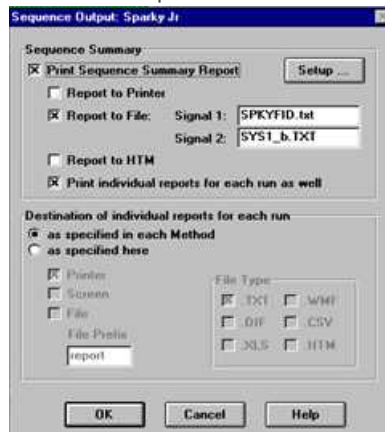 Sequence Output: Sparky Jr
Sequence Summary
Print Sequence Summary Report
Setup ...
Report to Printer
Report to File: Signal 1: SPKYFID.txt
Signal 2: SYS1_b.TXT
Report to HTM
Print individual reports for each run as well
Destination of individual reports for each run
as specified in each Method
as specified here
Printer
Screen
File
File Prefix
report
File Type
.TXT .WMF
.DIF .CSV
.XLS .HTM
OK Cancel Help